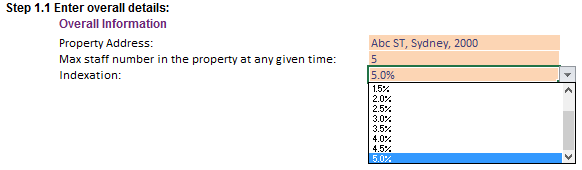 Step 1.1 Enter overall details:
Overall Information
Property Address: Abc ST, Sydney, 2000
Max staff number in the property at any given time: 5
Indexation: 5.0%
1.5%
2.0%
2.5%
3.0%
3.5%
4.0%
4.5%
5.0%